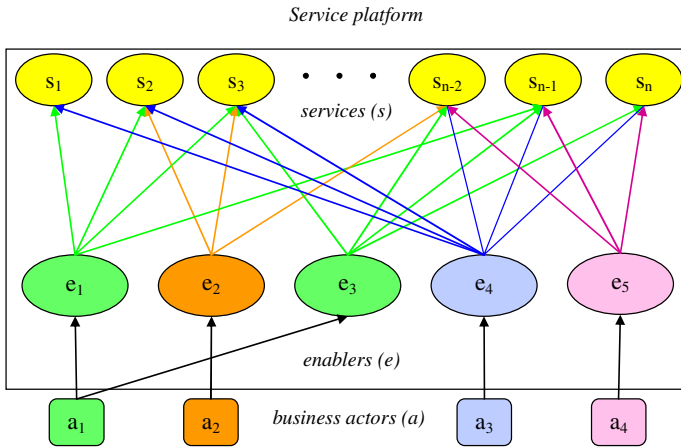 Service platform
s1 s2 s3 . . . sn-2 sn-1 sn
services (s)
e1 e2 e3 e4 e5
enablers (e)
a1 a2 business actors (a) a3 a4